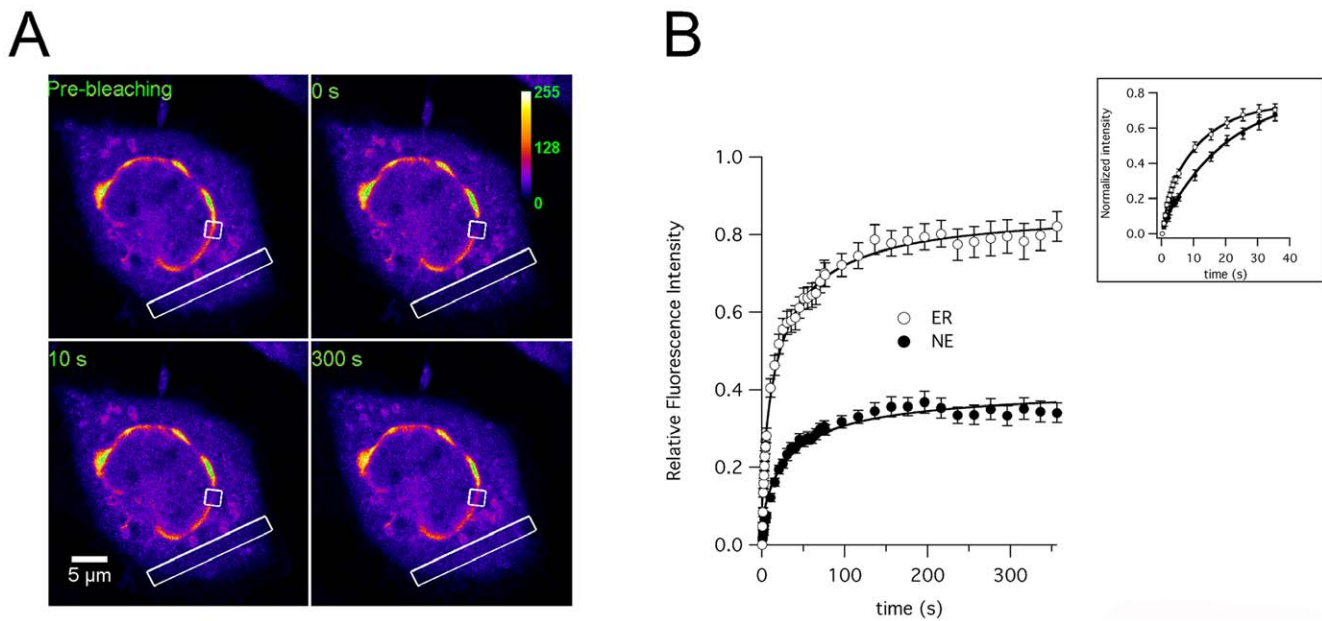 A
Pre-bleaching
0 s
255
128
0
10 s
300 s
5 µm
B
Relative Fluorescence Intensity
1.0
0.8
0.6
0.4
0.2
0.0
0
100
200
300
time (s)
ER
NE
Normalized intensity
0.8
0.6
0.4
0.2
0.0
0
10
20
30
40
time (s)